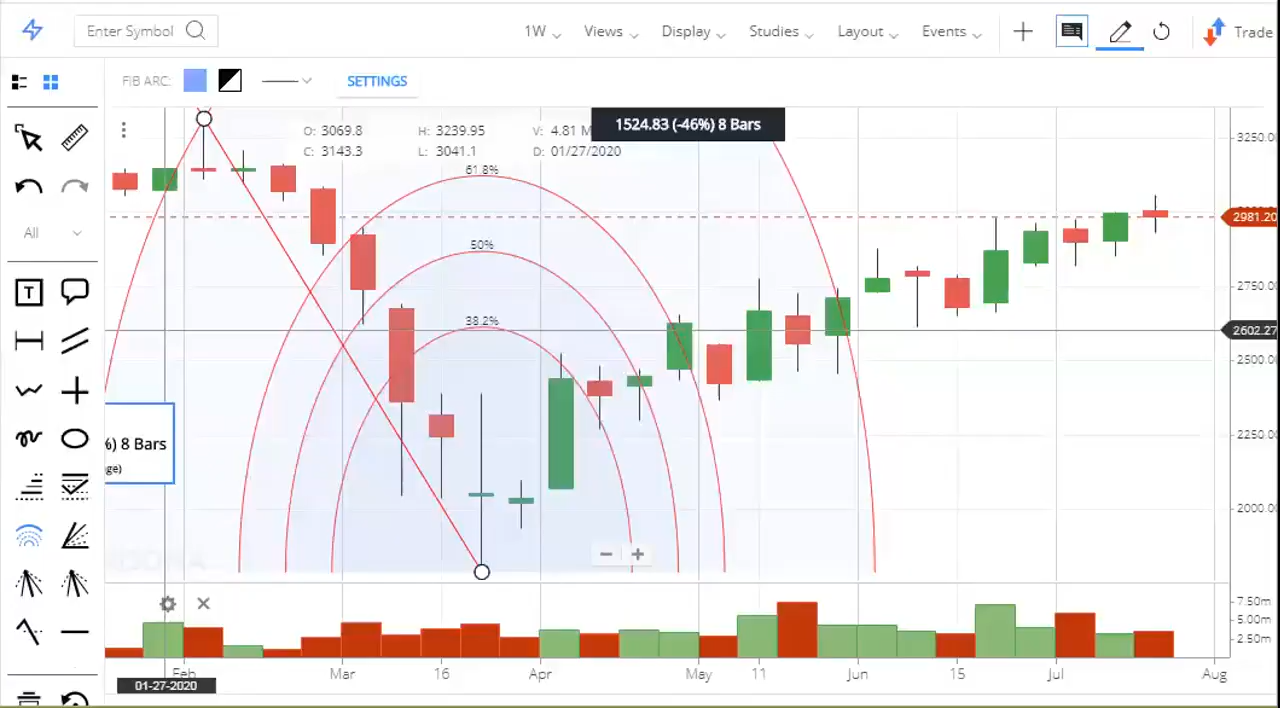 Enter Symbol
1W
Views
Display
Studies
Layout
Events
Trade
FIB ARC:
SETTINGS
O: 3069.8 H: 3239.95 V: 4.81 M
C: 3143.3 L: 3041.1 D: 01/27/2020
1524.83 (-46%) 8 Bars
3250.0
61.8%
2981.20
All
50%
2750.00
T
38.2%
2602.27
2500.00
%) 8 Bars
ge)
2250.00
2000.00
7.50m
5.00m
2.50m
Feb Mar 16 Apr May 11 Jun 15 Jul Aug
01-27-2020